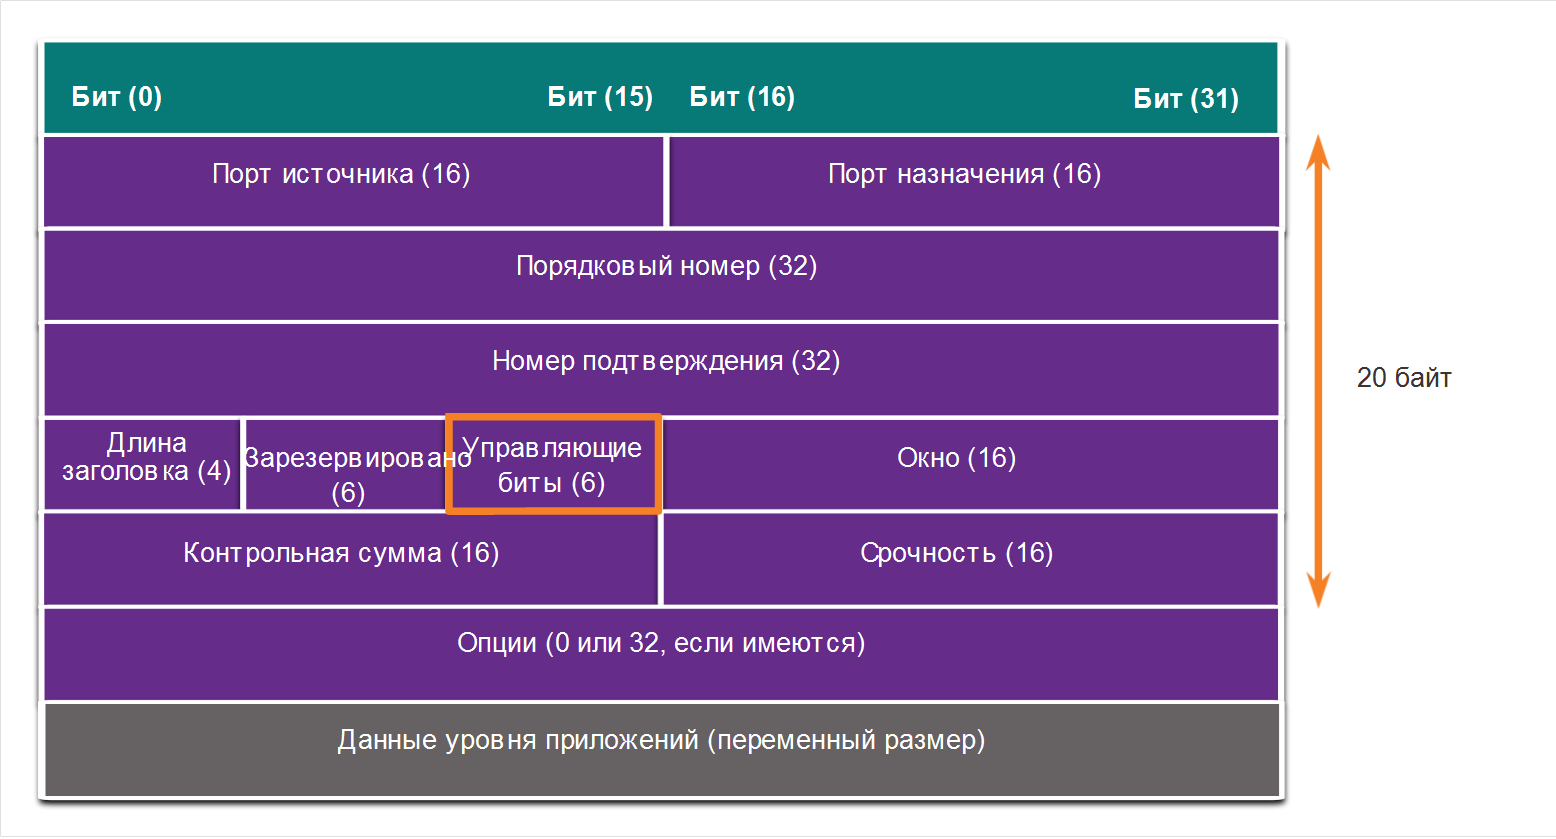 Бит (0) Бит (15) Бит (16) Бит (31)
Порт источника (16) Порт назначения (16)
Порядковый номер (32)
Номер подтверждения (32)
20 байт
Длина
заголовка (4)
Зарезервировано
(6)
Управляющие
биты (6)
Окно (16)
Контрольная сумма (16) Срочность (16)
Опции (0 или 32, если имеются)
Данные уровня приложений (переменный размер)